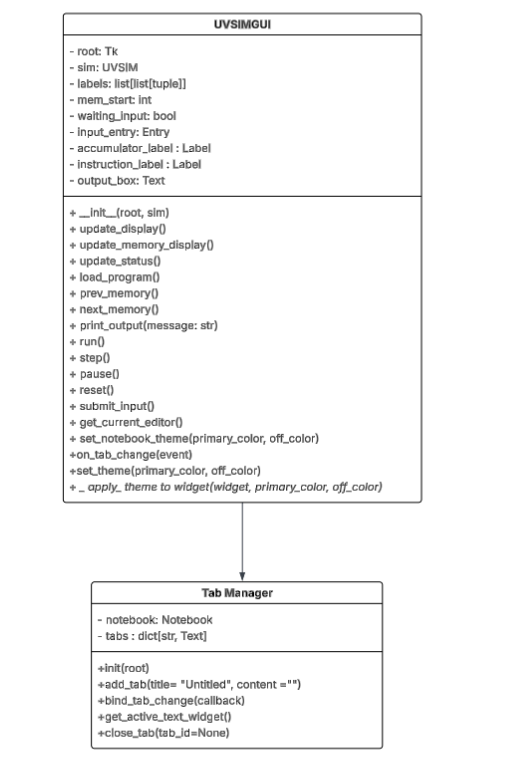 UVSIMGUI
- root: Tk
- sim: UVSIM
- labels: list[list[tuple]]
- mem_start: int
- waiting_input: bool
- input_entry: Entry
- accumulator_label : Label
- instruction_label : Label
- output_box: Text
+ __init__(root, sim)
+ update_display()
+ update_memory_display()
+ update_status()
+ load_program()
+ prev_memory()
+ next_memory()
+ print_output(message: str)
+ run()
+ step()
+ pause()
+ reset()
+ submit_input()
+ get_current_editor()
+ set_notebook_theme(primary_color, off_color)
+on_tab_change(event)
+set_theme(primary_color, off_color)
+ _ apply_ theme to widget(widget, primary_color, off_color)
Tab Manager
- notebook: Notebook
- tabs : dict[str, Text]
+init(root)
+add_tab(title= "Untitled", content ="")
+bind_tab_change(callback)
+get_active_text_widget()
+close_tab(tab_id=None)